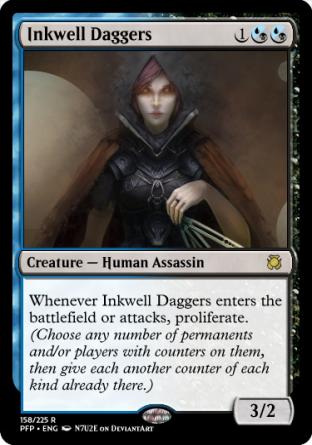 Inkwell Daggers 1
Creature — Human Assassin
Whenever Inkwell Daggers enters the
battlefield or attacks, proliferate.
(Choose any number of permanents
and/or players with counters on them,
then give each another counter of each
kind already there.)
158/225 R
PFP • ENG N7U2E on DeviantArt
3/2